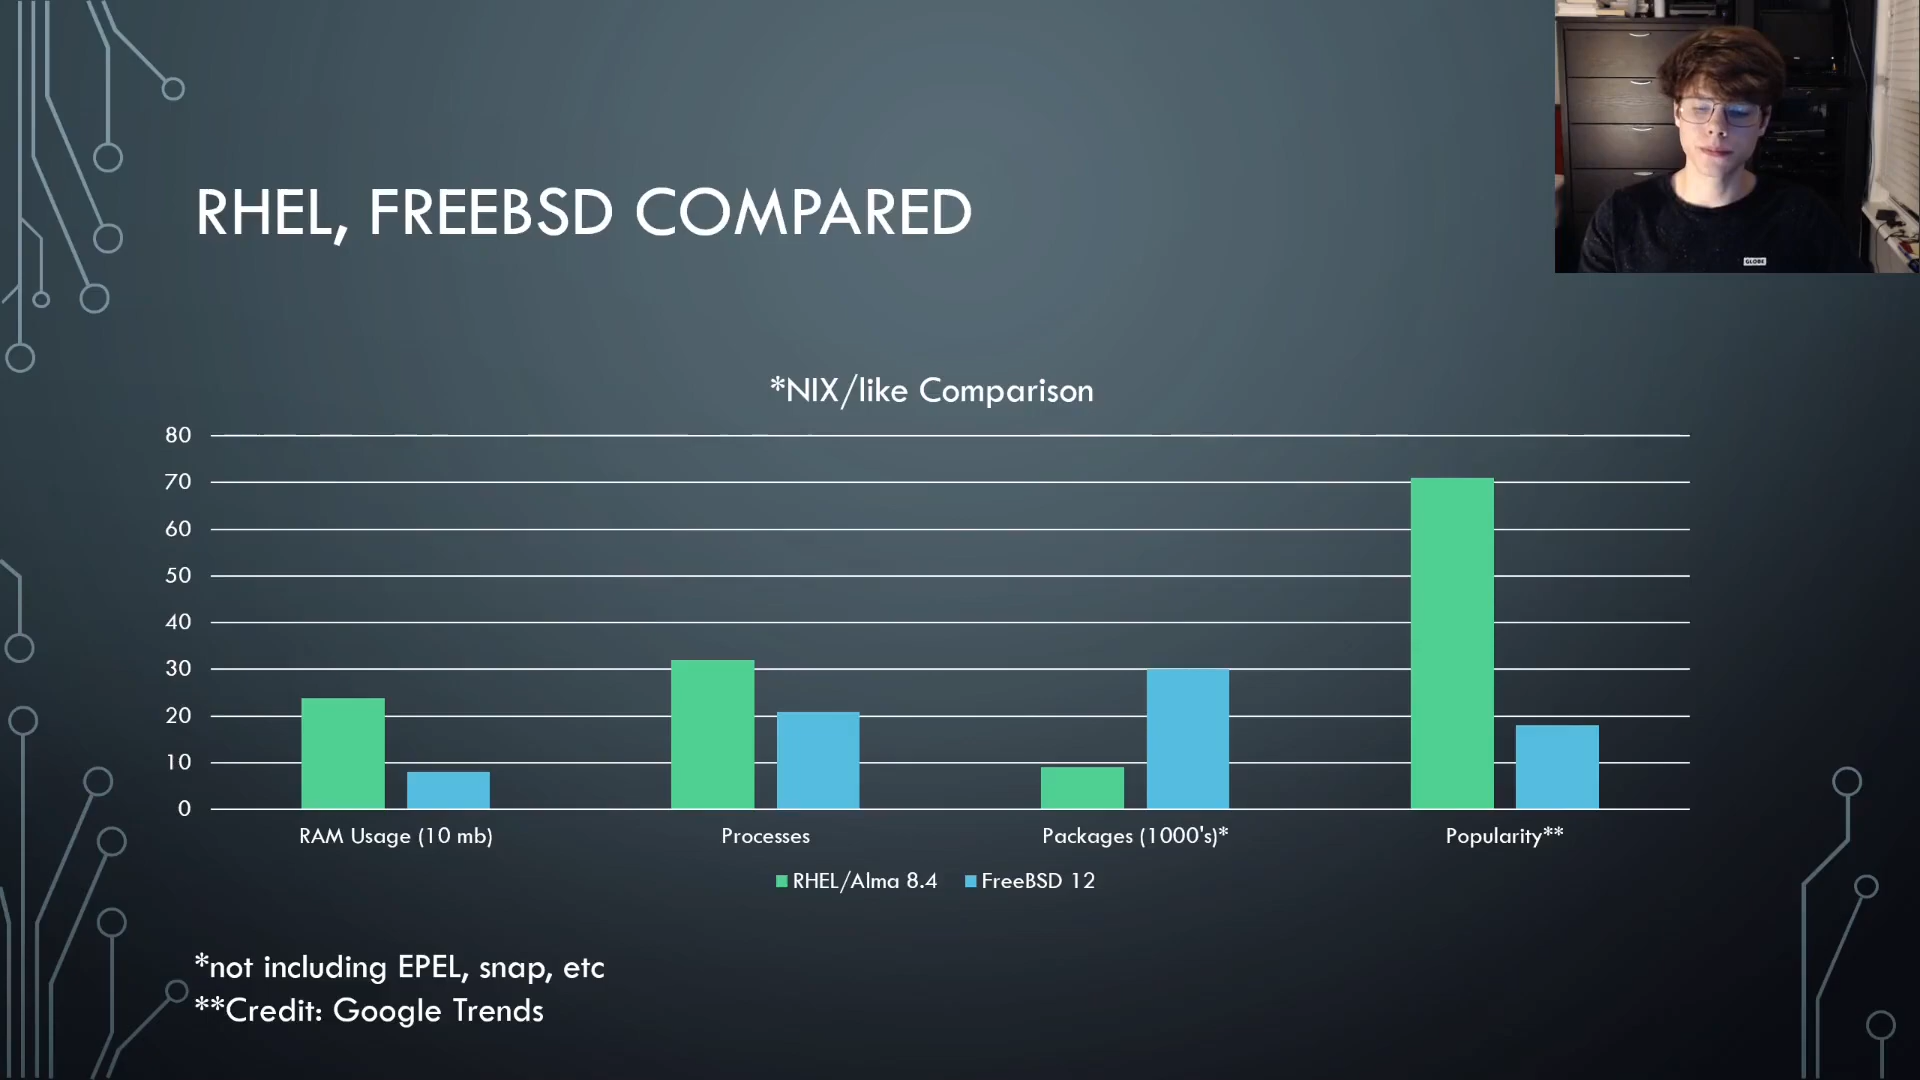 RHEL, FREEBSD COMPARED
GLOBE
*NIX/like Comparison
80
70
60
50
40
30
20
10
0
RAM Usage (10 mb) Processes Packages (1000's)* Popularity**
RHEL/Alma 8.4 FreeBSD 12
*not including EPEL, snap, etc
**Credit: Google Trends